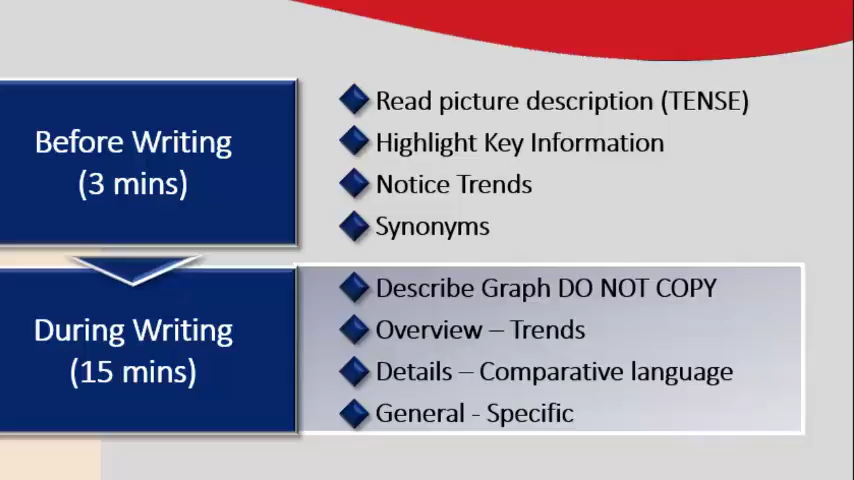 Before Writing
(3 mins)
Read picture description (TENSE)
Highlight Key Information
Notice Trends
Synonyms
During Writing
(15 mins)
Describe Graph DO NOT COPY
Overview – Trends
Details – Comparative language
General - Specific